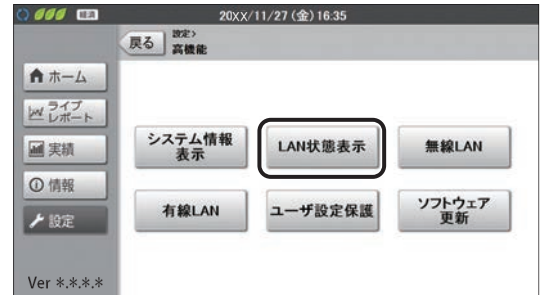 経済
20XX/11/27(金)16:35
戻る
設定>
高機能
ホーム
ライブ
レポート
実績
情報
設定
システム情報
表示
LAN状態表示
無線LAN
有線LAN
ユーザ設定保護
ソフトウェア
更新
Ver *.*.*.*